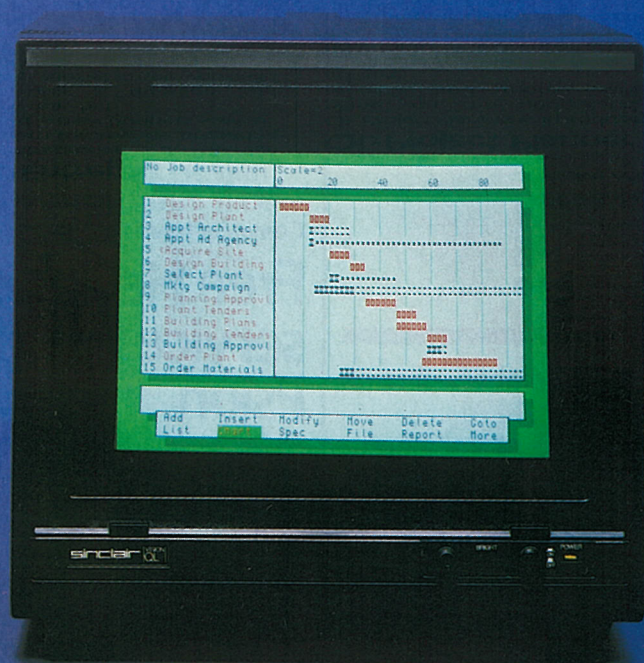 No Job description Scale=2
0 20 40 60 80
1 Design Product
2 Design Plant
3 Appt Architect
4 Appt Ad Agency
5 Acquire Site
6 Design Building
7 Select Plant
8 Mktg Campaign
9 Planning Approvl
10 Plant Tenders
11 Building Plans
12 Building Tenders
13 Building Approvl
14 Order Plant
15 Order Materials
Add Insert Modify Move Delete Goto
List Spec File Report More
sinclair VISION QL BRIGHT POWER